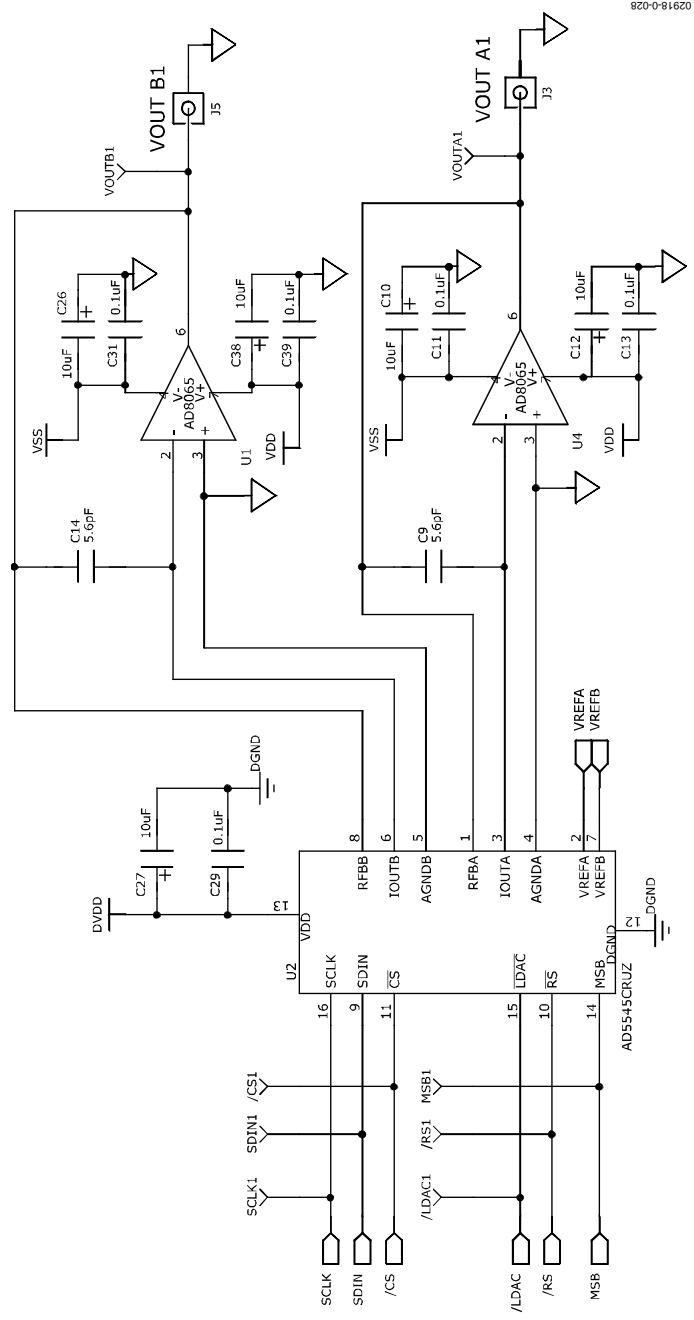 02918-0-028
VOUT B1
J5
VOUTB1
C26
10uF
0.1uF
C31
VSS
6
V-
AD8065
V+
4
7
-
+
2
3
U1
10uF
C38
0.1uF
C39
VDD
C14
5.6pF
VOUT A1
J3
VOUTA1
C10
10uF
0.1uF
C11
VSS
6
V-
AD8065
V+
4
7
-
+
2
3
U4
10uF
C12
0.1uF
C13
VDD
C9
5.6pF
DVDD
C27
10uF
C29
0.1uF
DGND
U2
13
VDD
8
RFBB
6
IOUTB
5
AGNDB
1
RFBA
3
IOUTA
4
AGNDA
2
VREFA
7
VREFB
VREFA
VREFB
12
DGND
DGND
AD5545CRUZ
SCLK
16
SDIN
9
CS
11
LDAC
15
RS
10
MSB
14
SCLK1
SDIN1
/CS1
/LDAC1
/RS1
MSB1
SCLK
SDIN
/CS
/LDAC
/RS
MSB